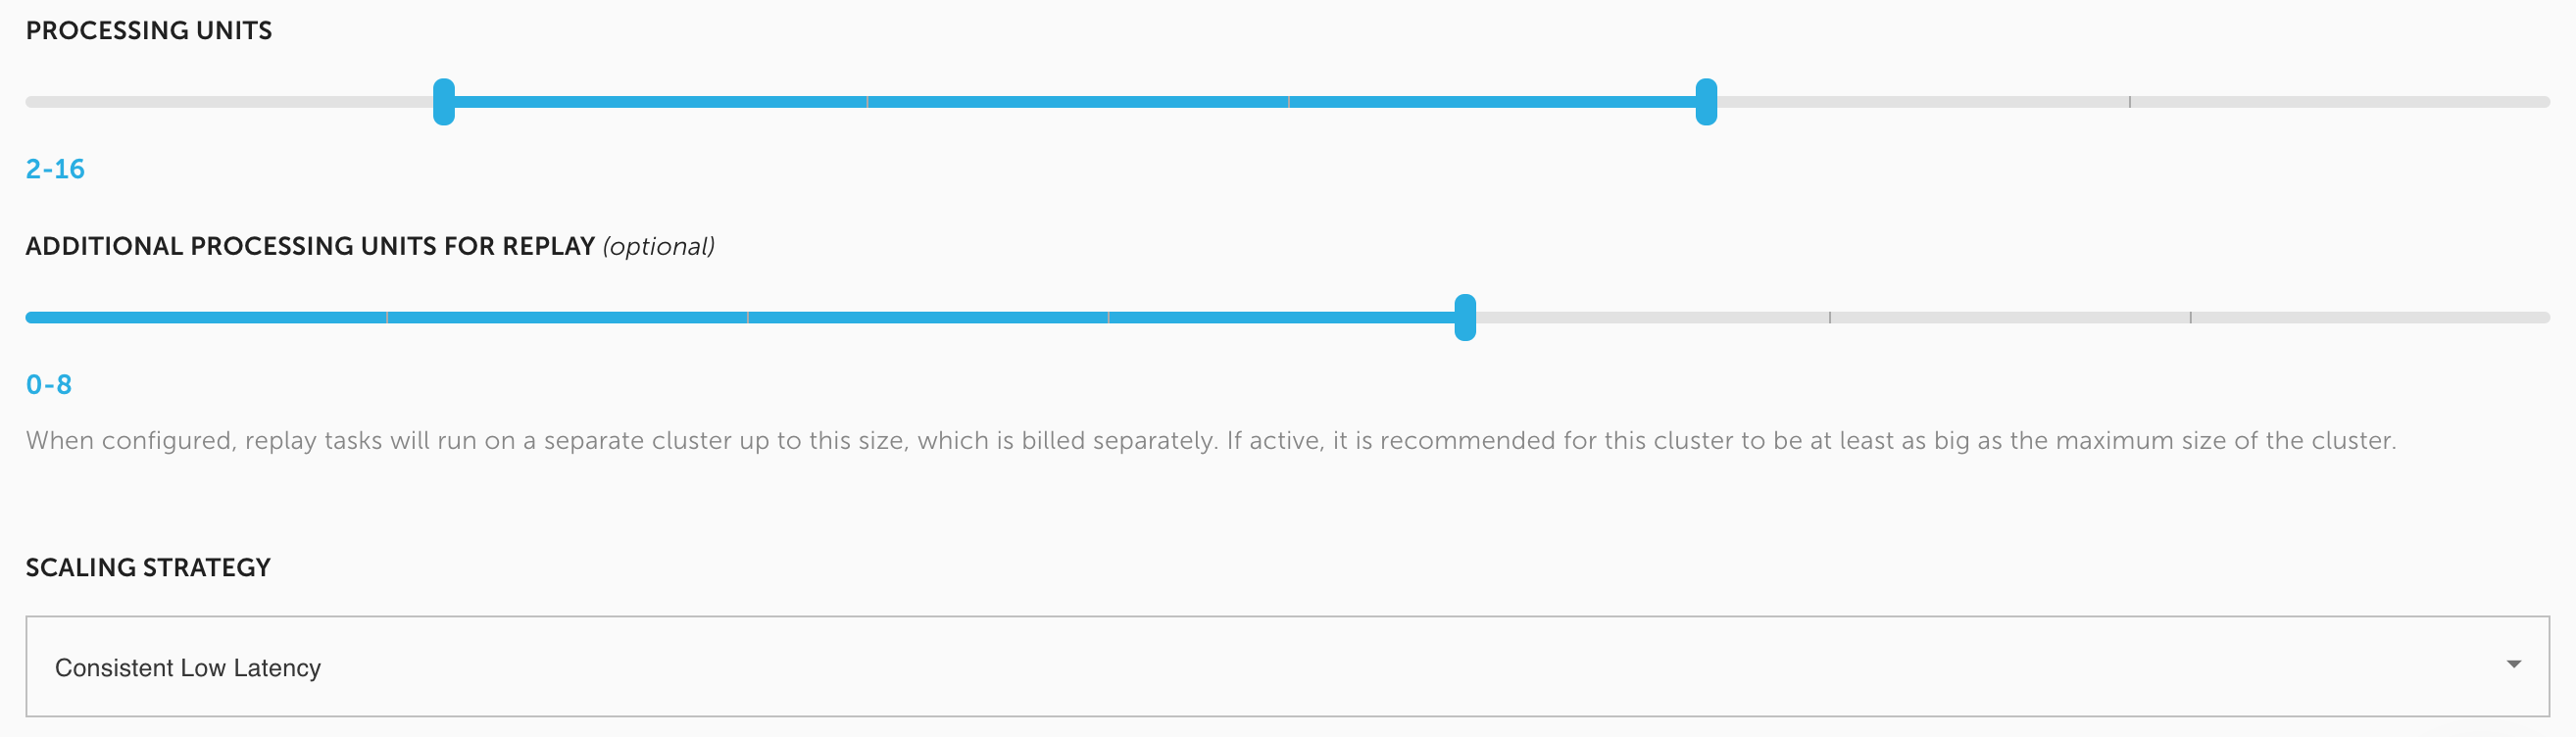 PROCESSING UNITS
2-16
ADDITIONAL PROCESSING UNITS FOR REPLAY (optional)
0-8
When configured, replay tasks will run on a separate cluster up to this size, which is billed separately. If active, it is recommended for this cluster to be at least as big as the maximum size of the cluster.
SCALING STRATEGY
Consistent Low Latency